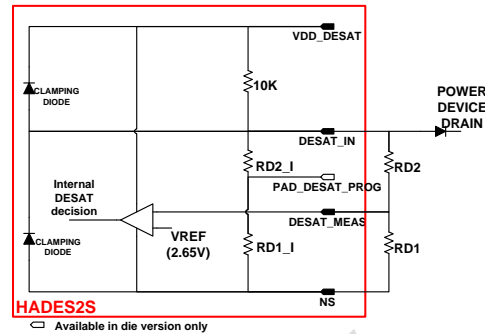 VDD_DESAT
CLAMPING
DIODE
10K
POWER
DEVICE
DRAIN
DESAT_IN
RD2_I
RD2
PAD_DESAT_PROG
Internal
DESAT
decision
DESAT_MEAS
VREF
(2.65V)
RD1_I
RD1
CLAMPING
DIODE
HADES2S
NS
Available in die version only